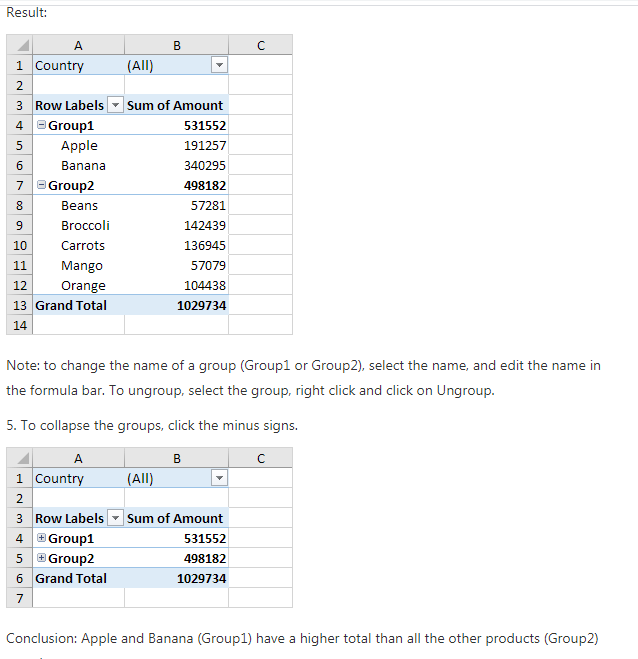 Result:
A B C
1 Country (All)
2
3 Row Labels Sum of Amount
4 Group1 531552
5 Apple 191257
6 Banana 340295
7 Group2 498182
8 Beans 57281
9 Broccoli 142439
10 Carrots 136945
11 Mango 57079
12 Orange 104438
13 Grand Total 1029734
14
Note: to change the name of a group (Group1 or Group2), select the name, and edit the name in
the formula bar. To ungroup, select the group, right click and click on Ungroup.
5. To collapse the groups, click the minus signs.
A B C
1 Country (All)
2
3 Row Labels Sum of Amount
4 Group1 531552
5 Group2 498182
6 Grand Total 1029734
7
Conclusion: Apple and Banana (Group1) have a higher total than all the other products (Group2)